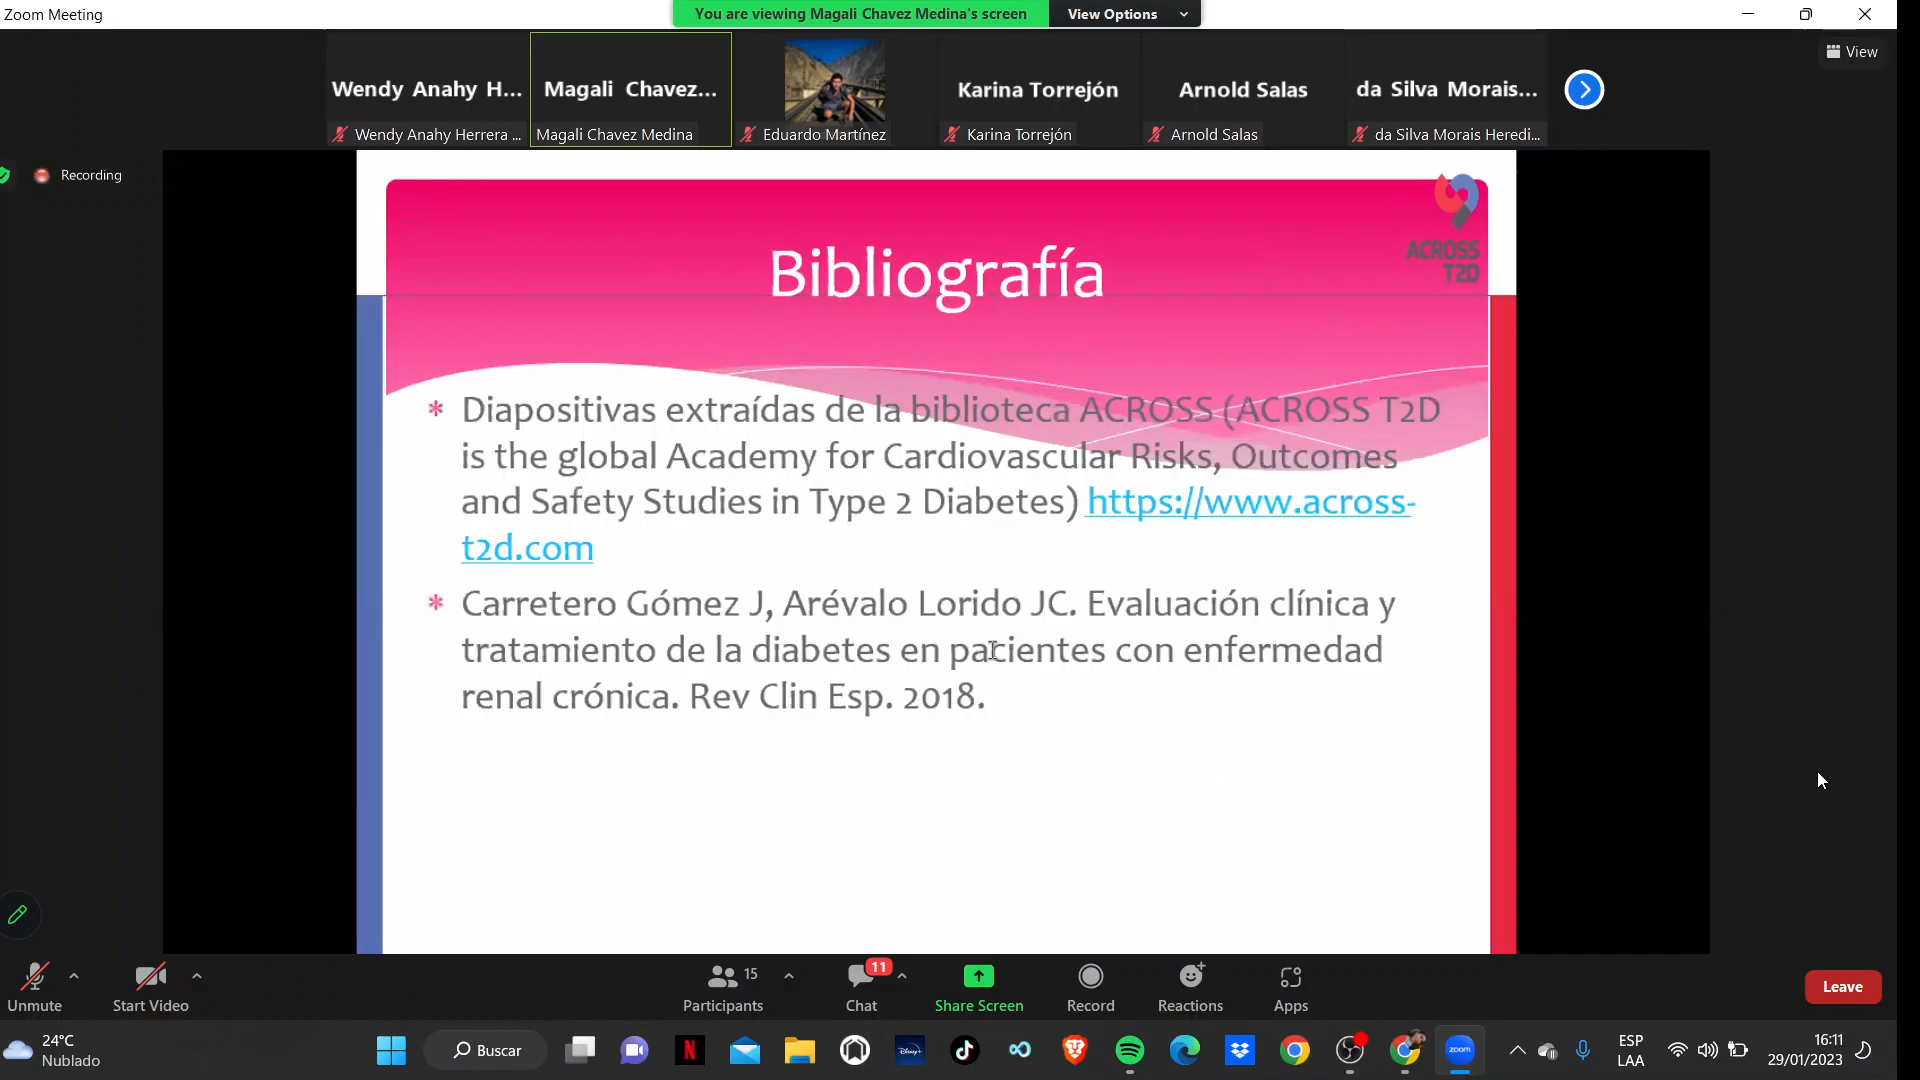 Zoom Meeting
You are viewing Magali Chavez Medina's screen
View Options
View
Wendy Anahy H...
Magali Chavez...
Karina Torrejón
Arnold Salas
da Silva Morais...
Wendy Anahy Herrera ...
Magali Chavez Medina
Eduardo Martínez
Karina Torrejón
Arnold Salas
da Silva Morais Heredi...
Recording
ACROSS
T2D
Bibliografía
* Diapositivas extraídas de la biblioteca ACROSS (ACROSS T2D
is the global Academy for Cardiovascular Risks, Outcomes
and Safety Studies in Type 2 Diabetes) https://www.across-
t2d.com
* Carretero Gómez J, Arévalo Lorido JC. Evaluación clínica y
tratamiento de la diabetes en pacientes con enfermedad
renal crónica. Rev Clin Esp. 2018.
Unmute
Start Video
15
Participants
11
Chat
Share Screen
Record
Reactions
Apps
Leave
24°C
Nublado
Buscar
N
Disney+
zoom
ESP
LAA
16:11
29/01/2023